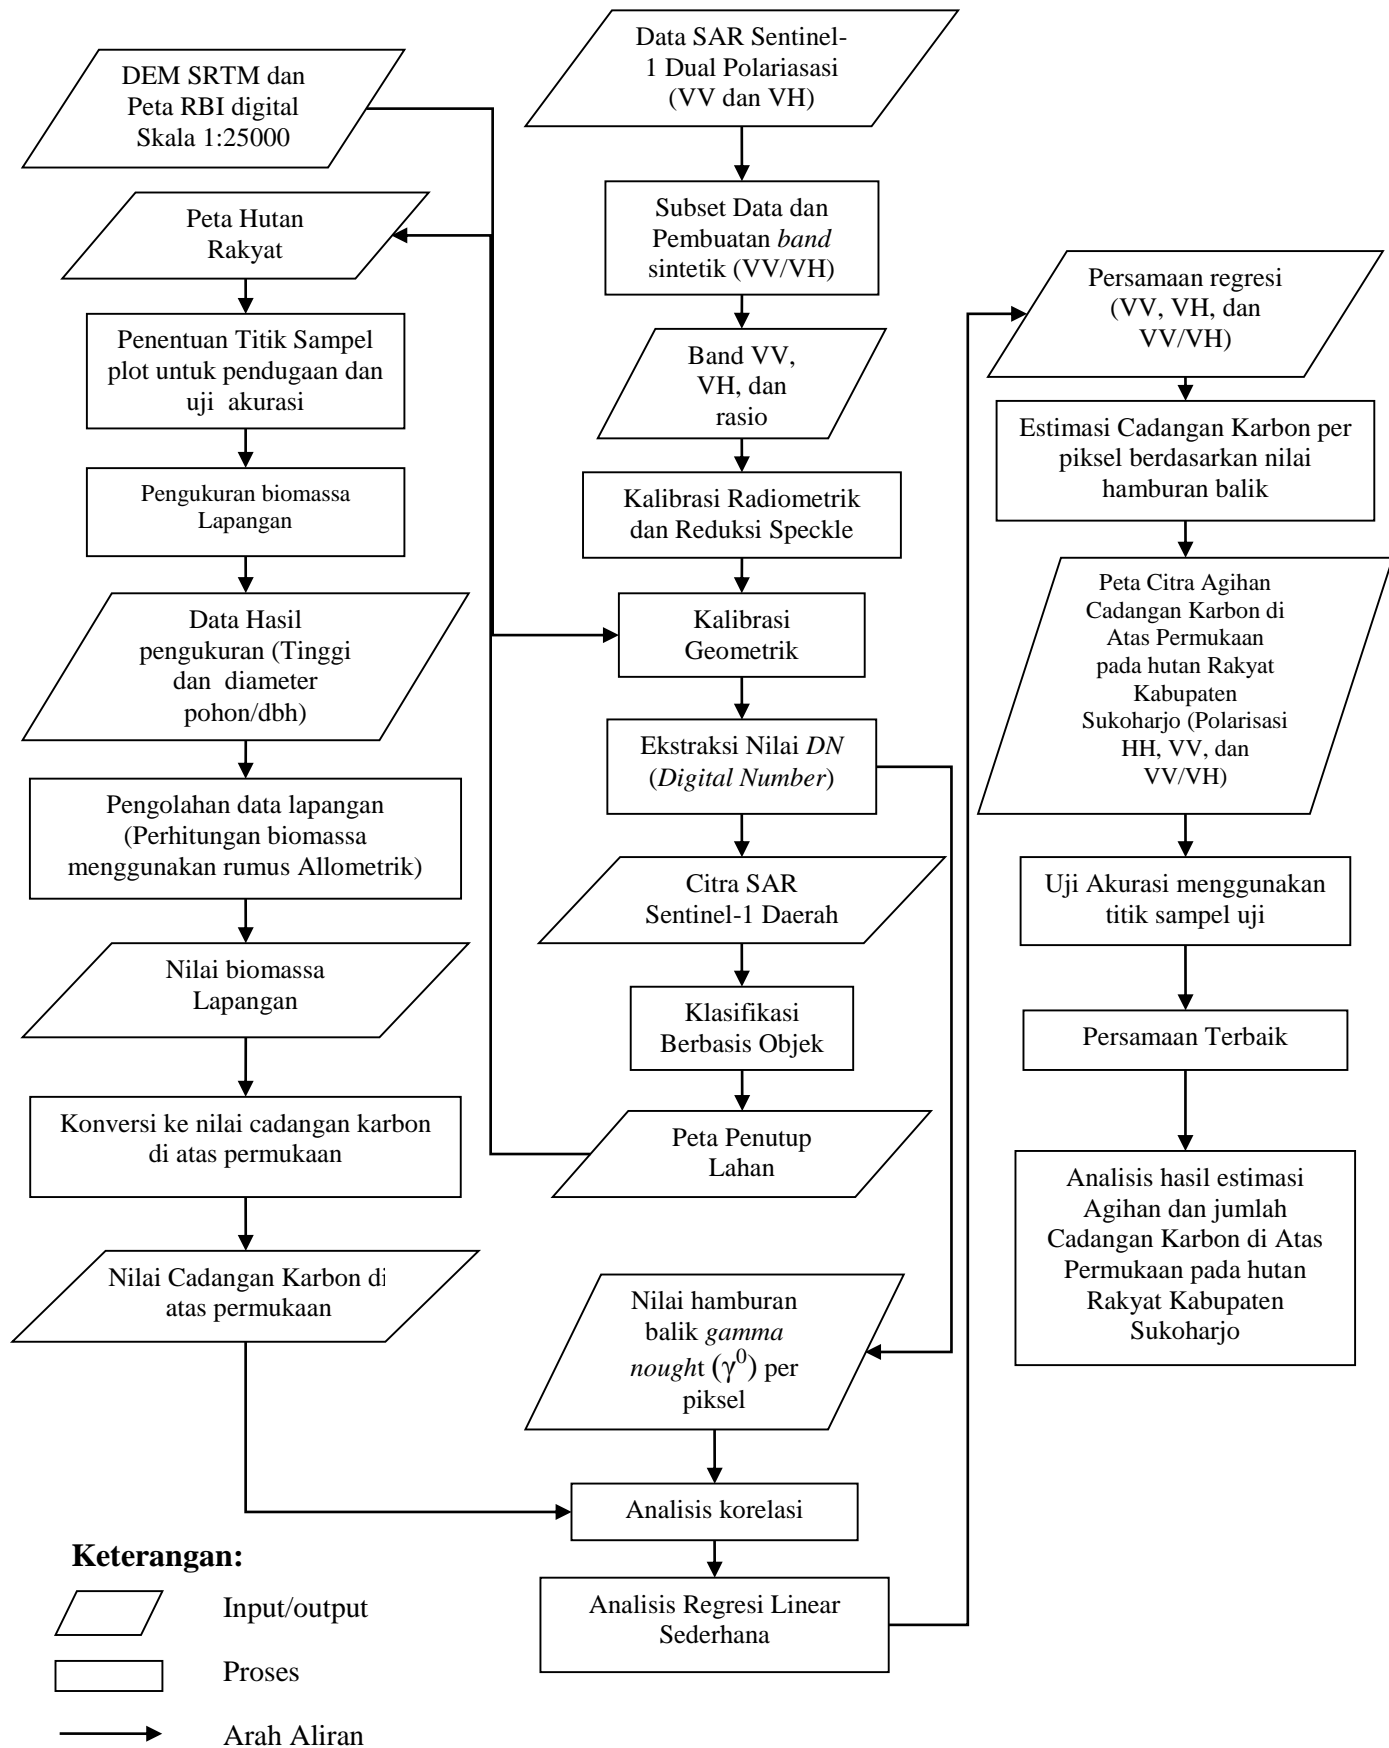 DEM SRTM dan
Peta RBI digital
Skala 1:25000
Peta Hutan
Rakyat
Penentuan Titik Sampel
plot untuk pendugaan dan
uji akurasi
Pengukuran biomassa
Lapangan
Data Hasil
pengukuran (Tinggi
dan diameter
pohon/dbh)
Pengolahan data lapangan
(Perhitungan biomassa
menggunakan rumus Allometrik)
Nilai biomassa
Lapangan
Konversi ke nilai cadangan karbon
di atas permukaan
Nilai Cadangan Karbon di
atas permukaan
Data SAR Sentinel-
1 Dual Polariasasi
(VV dan VH)
Subset Data dan
Pembuatan band
sintetik (VV/VH)
Band VV,
VH, dan
rasio
Kalibrasi Radiometrik
dan Reduksi Speckle
Kalibrasi
Geometrik
Ekstraksi Nilai DN
(Digital Number)
Citra SAR
Sentinel-1 Daerah
Klasifikasi
Berbasis Objek
Peta Penutup
Lahan
Nilai hamburan
balik gamma
nought (γ⁰) per
piksel
Analisis korelasi
Analisis Regresi Linear
Sederhana
Persamaan regresi
(VV, VH, dan
VV/VH)
Estimasi Cadangan Karbon per
piksel berdasarkan nilai
hamburan balik
Peta Citra Agihan
Cadangan Karbon di
Atas Permukaan
pada hutan Rakyat
Kabupaten
Sukoharjo (Polarisasi
HH, VV, dan
VV/VH)
Uji Akurasi menggunakan
titik sampel uji
Persamaan Terbaik
Analisis hasil estimasi
Agihan dan jumlah
Cadangan Karbon di Atas
Permukaan pada hutan
Rakyat Kabupaten
Sukoharjo
Keterangan:
Input/output
Proses
Arah Aliran